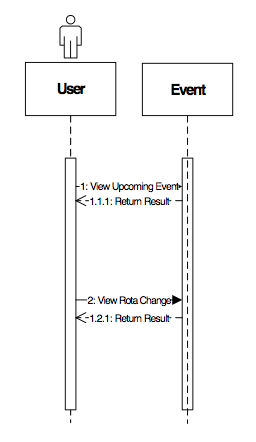 User
Event
1: View Upcoming Event
1.1.1: Return Result
2: View Rota Change
1.2.1: Return Result